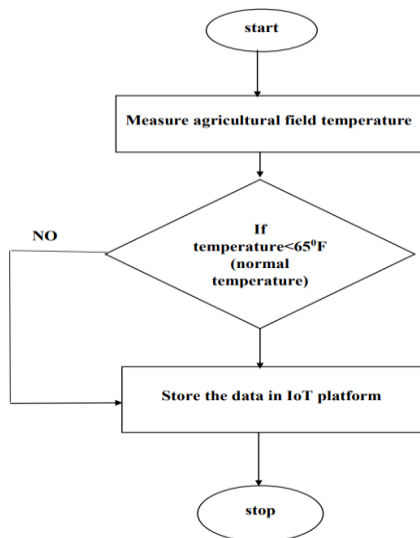 start
Measure agricultural field temperature
If
temperature<65⁰F
(normal
temperature)
NO
Store the data in IoT platform
stop